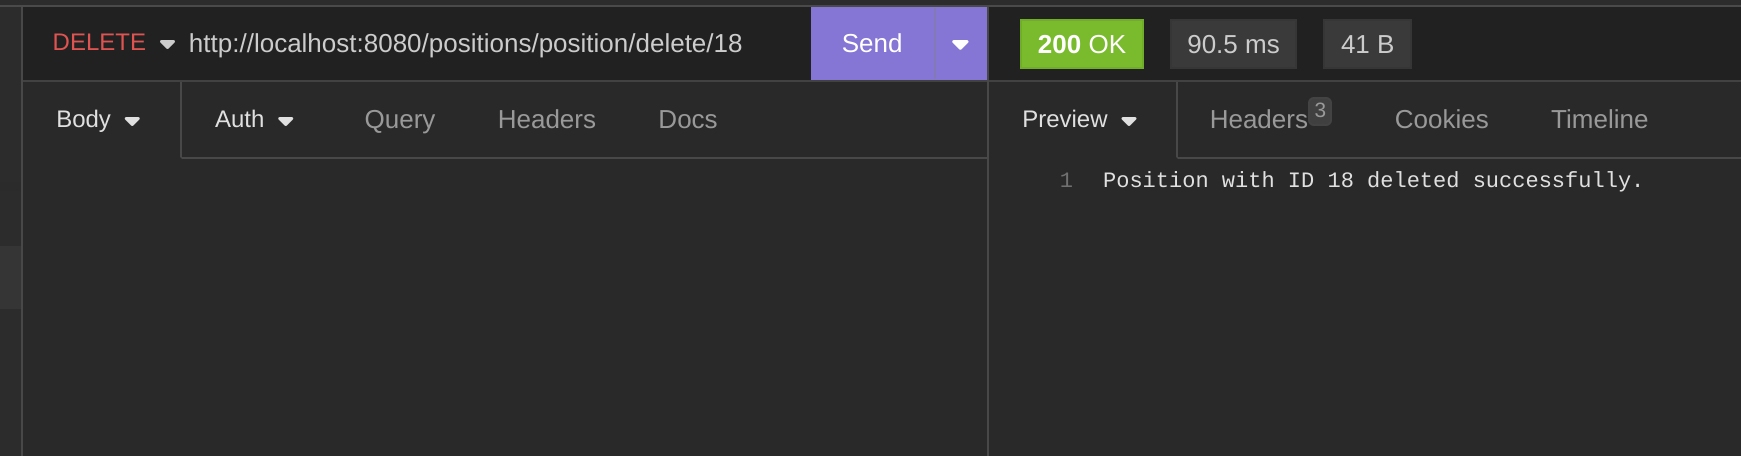 DELETE http://localhost:8080/positions/position/delete/18 Send 200 OK 90.5 ms 41 B
Body Auth Query Headers Docs Preview Headers 3 Cookies Timeline
1 Position with ID 18 deleted successfully.